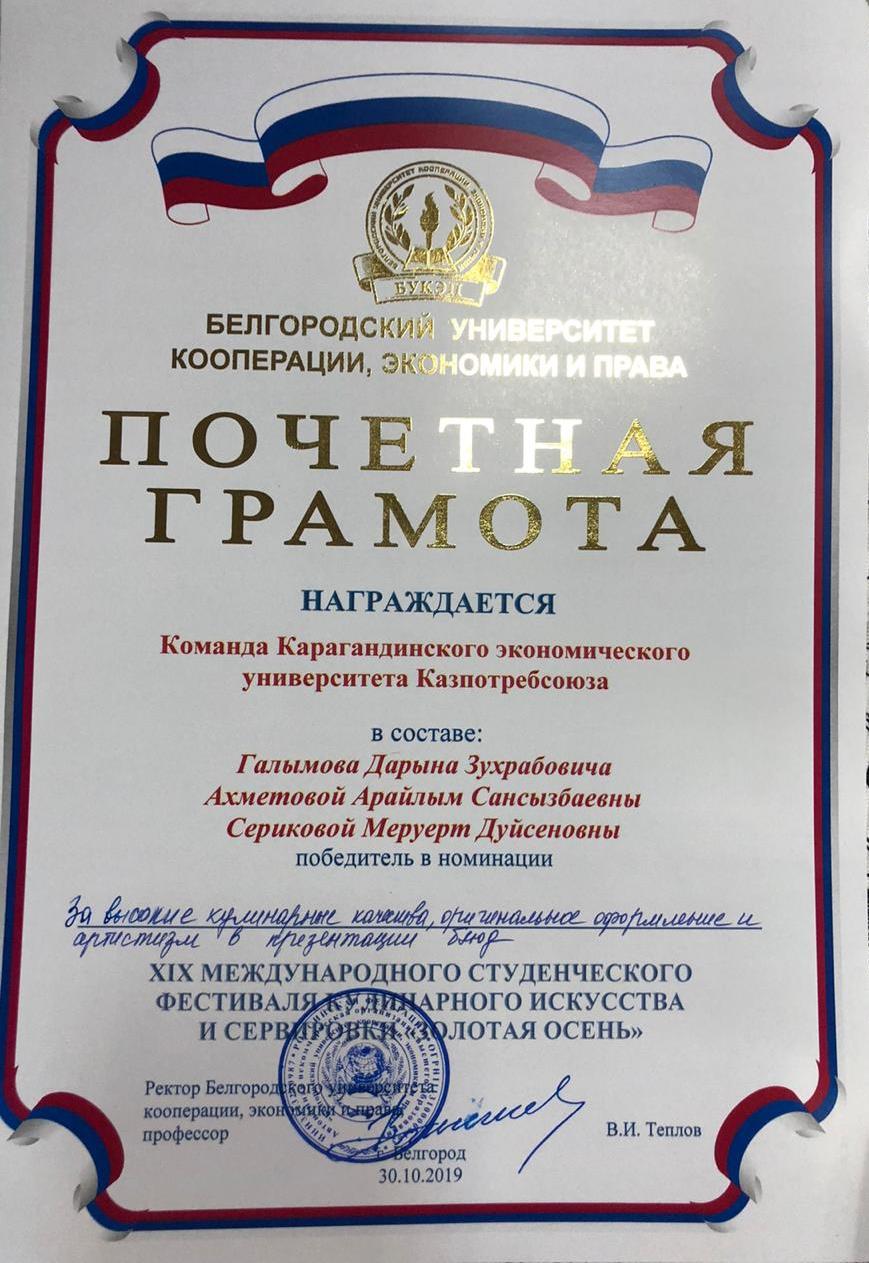 БУКЭП
БЕЛГОРОДСКИЙ УНИВЕРСИТЕТ
КООПЕРАЦИИ, ЭКОНОМИКИ И ПРАВА
ПОЧЕТНАЯ
ГРАМОТА
НАГРАЖДАЕТСЯ
Команда Карагандинского экономического
университета Казпотребсоюза
в составе:
Галымова Дарына Зухрабовича
Ахметовой Арайлым Сансызбаевны
Сериковой Меруерт Дуйсеновны
победитель в номинации
За высокие кулинарные качества, оригинальное оформление и
артистизм в презентации блюд
XIX МЕЖДУНАРОДНОГО СТУДЕНЧЕСКОГО
ФЕСТИВАЛЯ КУЛИНАРНОГО ИСКУССТВА
И СЕРВИРОВКИ «ЗОЛОТАЯ ОСЕНЬ»
Ректор Белгородского университета
кооперации, экономики и права
профессор
В.И. Теплов
г. Белгород
30.10.2019